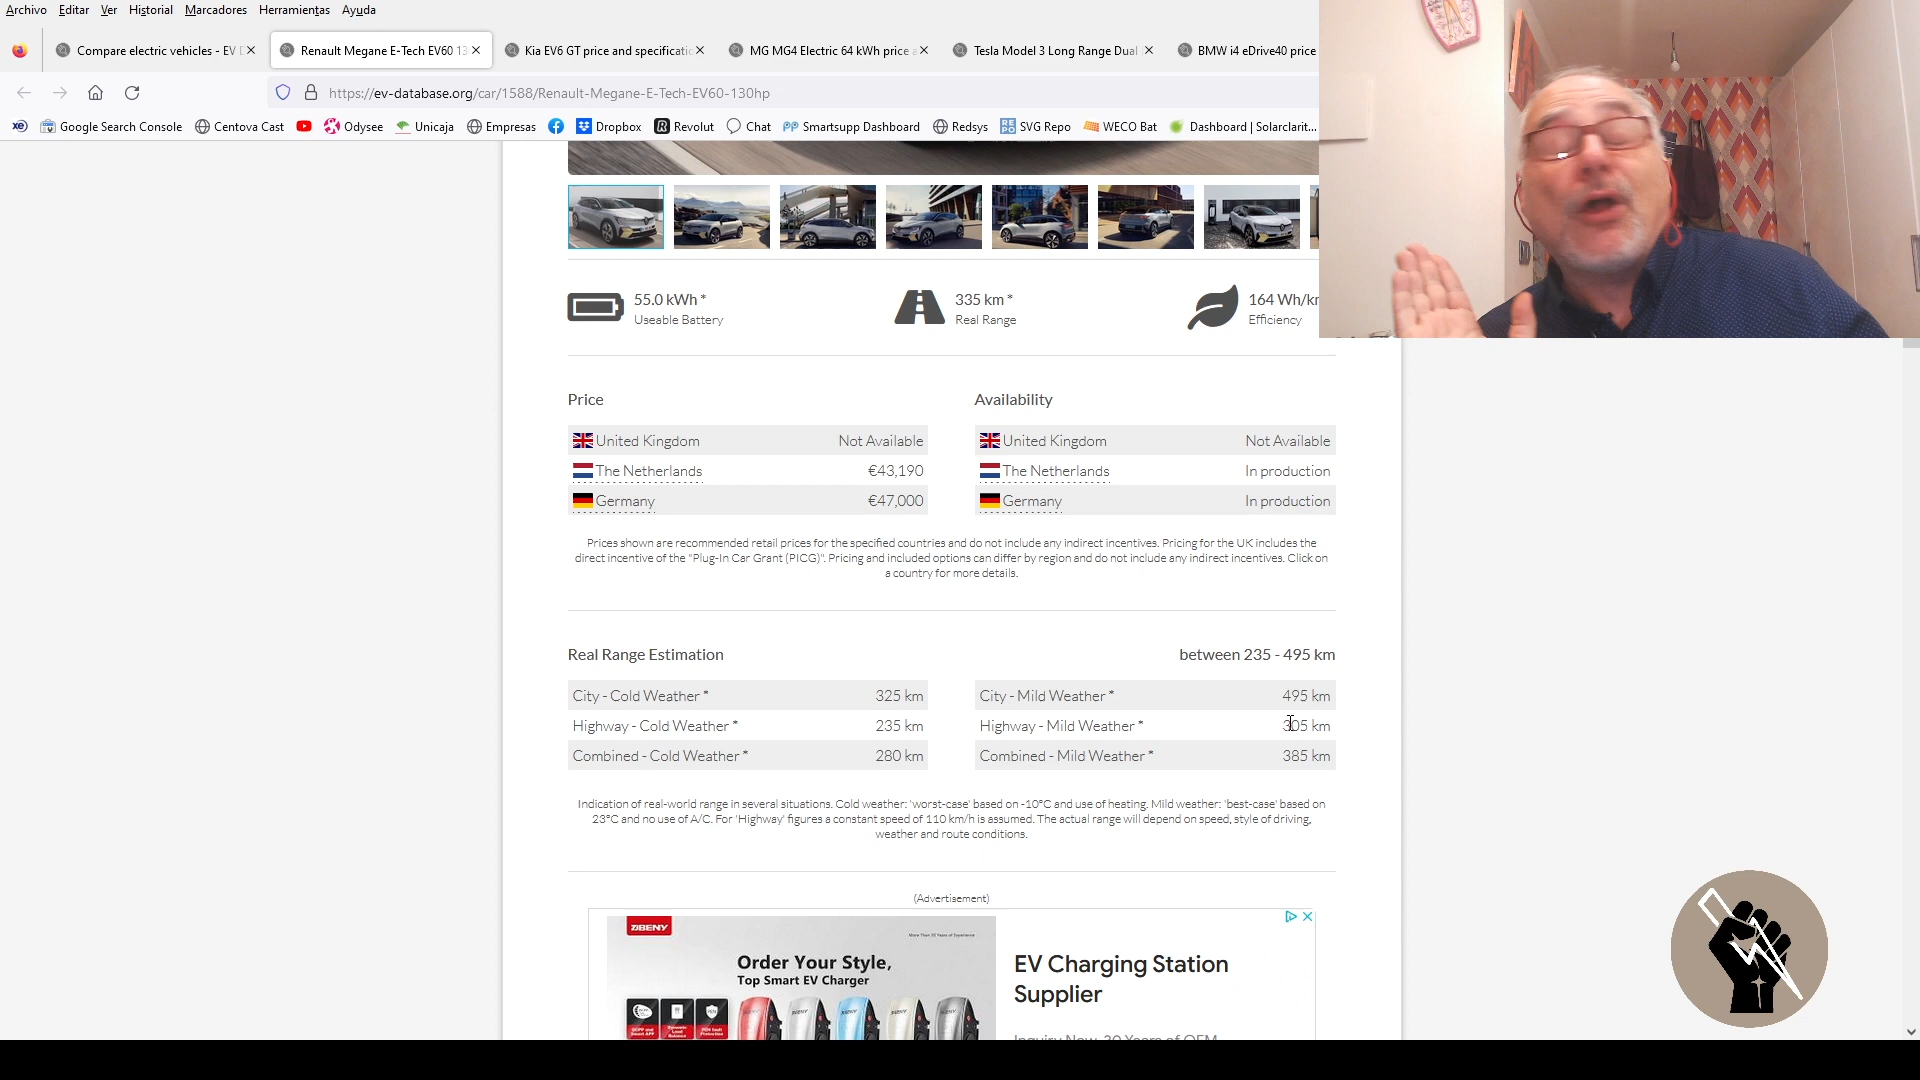 Archivo Editar Ver Historial Marcadores Herramientas Ayuda
Compare electric vehicles - EV D
Renault Megane E-Tech EV60 13
Kia EV6 GT price and specificatio
MG MG4 Electric 64 kWh price a
Tesla Model 3 Long Range Dual
BMW i4 eDrive40 price
https://ev-database.org/car/1588/Renault-Megane-E-Tech-EV60-130hp
xe Google Search Console Centova Cast Odysee Unicaja Empresas Dropbox Revolut Chat Smartsupp Dashboard Redsys SVG Repo WECO Bat Dashboard | Solarclarit...
55.0 kWh *
Useable Battery
335 km *
Real Range
164 Wh/kr
Efficiency
Price
United Kingdom Not Available
The Netherlands €43,190
Germany €47,000
Availability
United Kingdom Not Available
The Netherlands In production
Germany In production
Prices shown are recommended retail prices for the specified countries and do not include any indirect incentives. Pricing for the UK includes the
direct incentive of the "Plug-In Car Grant (PICG)". Pricing and included options can differ by region and do not include any indirect incentives. Click on
a country for more details.
Real Range Estimation between 235 - 495 km
City - Cold Weather * 325 km
Highway - Cold Weather * 235 km
Combined - Cold Weather * 280 km
City - Mild Weather * 495 km
Highway - Mild Weather * 305 km
Combined - Mild Weather * 385 km
Indication of real-world range in several situations. Cold weather: 'worst-case' based on -10°C and use of heating. Mild weather: 'best-case' based on
23°C and no use of A/C. For 'Highway' figures a constant speed of 110 km/h is assumed. The actual range will depend on speed, style of driving,
weather and route conditions.
(Advertisement)
BENY
More Than 30 Years of Experience
Order Your Style,
Top Smart EV Charger
EV Charging Station
Supplier